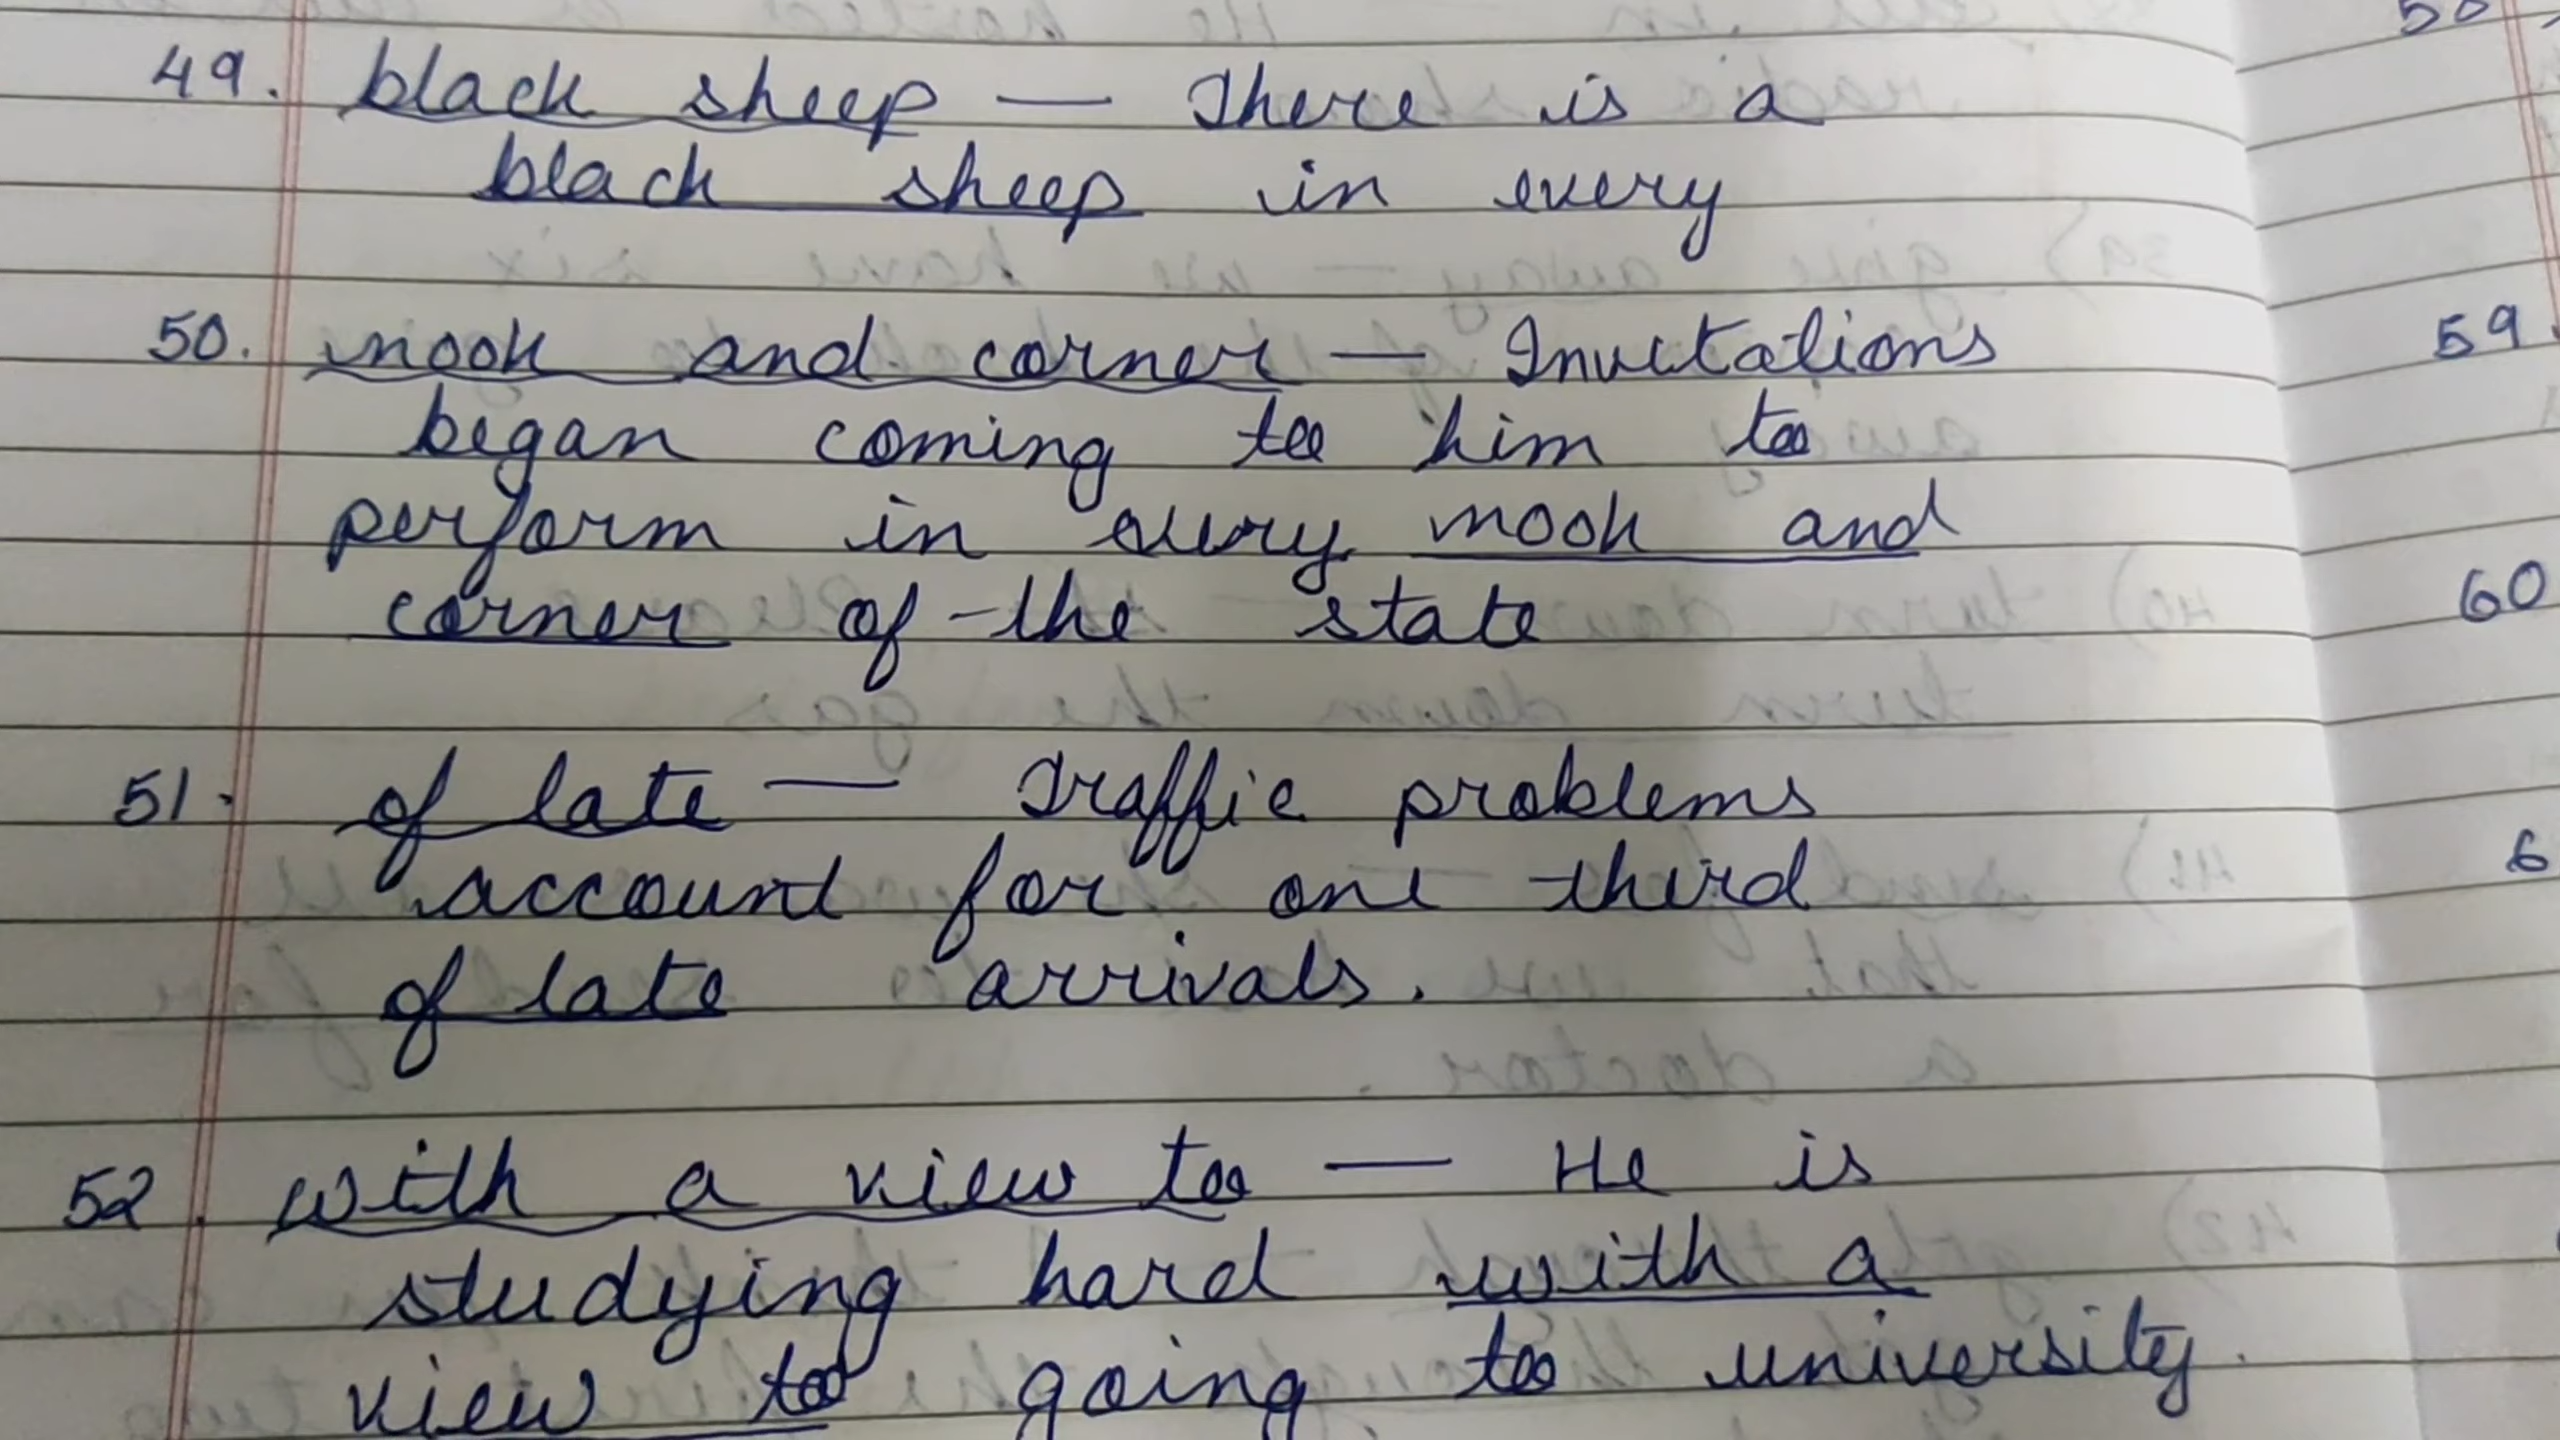 49. black sheep — There is a
black sheep in every
50. nook and corner — Invitations
began coming to him to
perform in every nook and
corner of the state
51. of late — Traffic problems
account for one third
of late arrivals.
52. with a view to — He is
studying hard with a
view to going to university.
59.
60
6